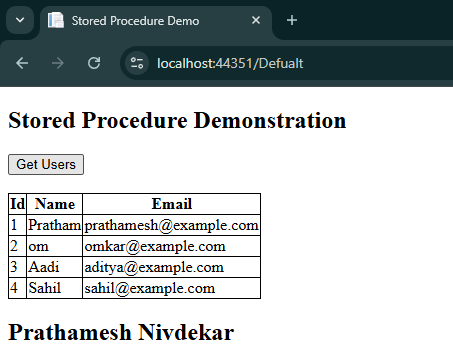 Stored Procedure Demo
localhost:44351/Defualt
Stored Procedure Demonstration
Get Users
Id Name Email
1 Pratham prathamesh@example.com
2 om omkar@example.com
3 Aadi aditya@example.com
4 Sahil sahil@example.com
Prathamesh Nivdekar